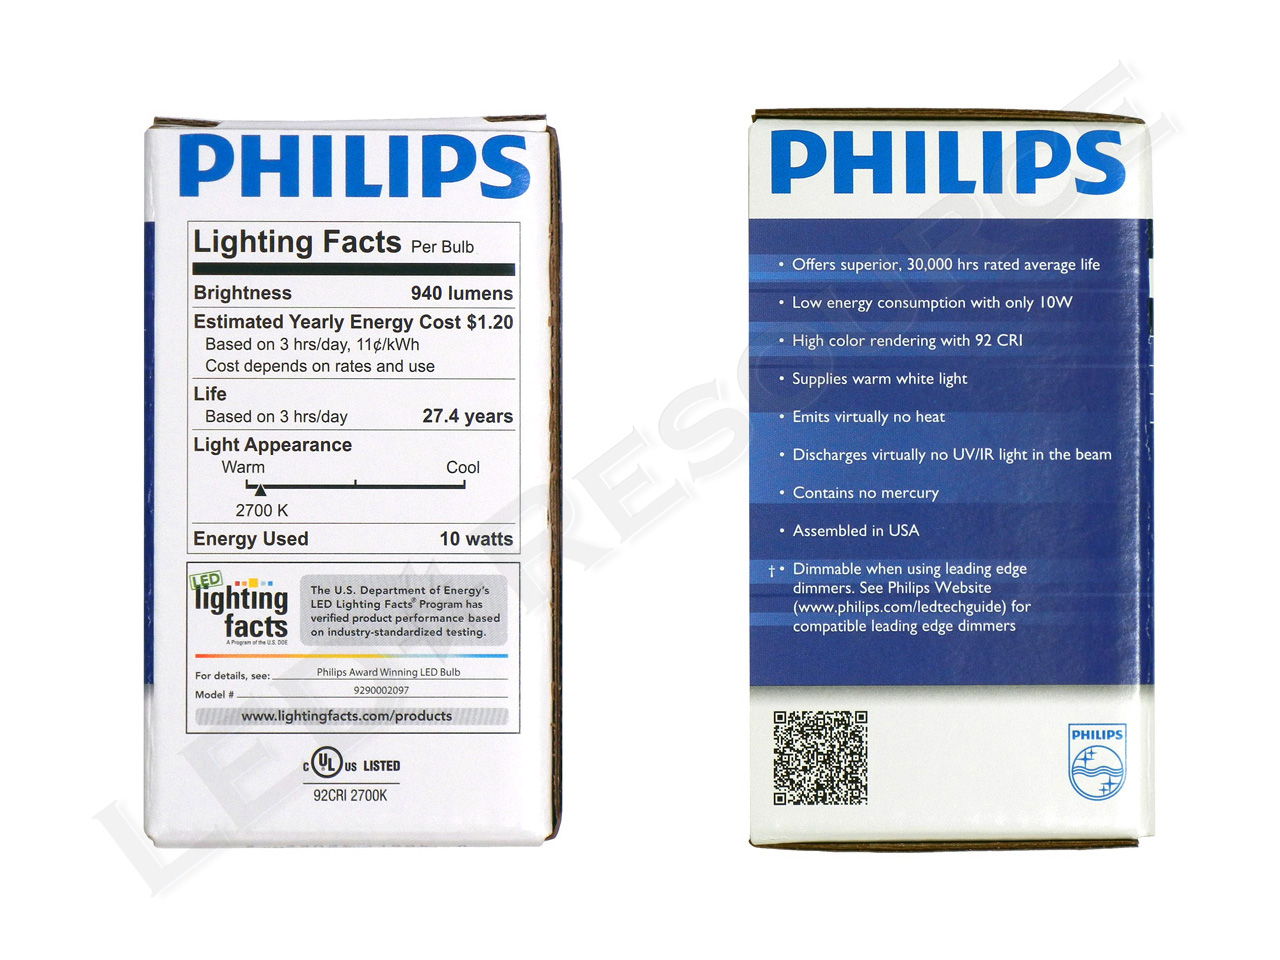 PHILIPS
Lighting Facts Per Bulb
Brightness 940 lumens
Estimated Yearly Energy Cost $1.20
Based on 3 hrs/day, 11¢/kWh
Cost depends on rates and use
Life
Based on 3 hrs/day 27.4 years
Light Appearance
Warm Cool
2700 K
Energy Used 10 watts
LED
lighting
facts
A Program of the U.S. DOE
The U.S. Department of Energy's
LED Lighting Facts® Program has
verified product performance based
on industry-standardized testing.
For details, see: Philips Award Winning LED Bulb
Model # 9290002097
www.lightingfacts.com/products
C UL US LISTED
92CRI 2700K
PHILIPS
• Offers superior, 30,000 hrs rated average life
• Low energy consumption with only 10W
• High color rendering with 92 CRI
• Supplies warm white light
• Emits virtually no heat
• Discharges virtually no UV/IR light in the beam
• Contains no mercury
• Assembled in USA
†• Dimmable when using leading edge
dimmers. See Philips Website
(www.philips.com/ledtechguide) for
compatible leading edge dimmers
PHILIPS